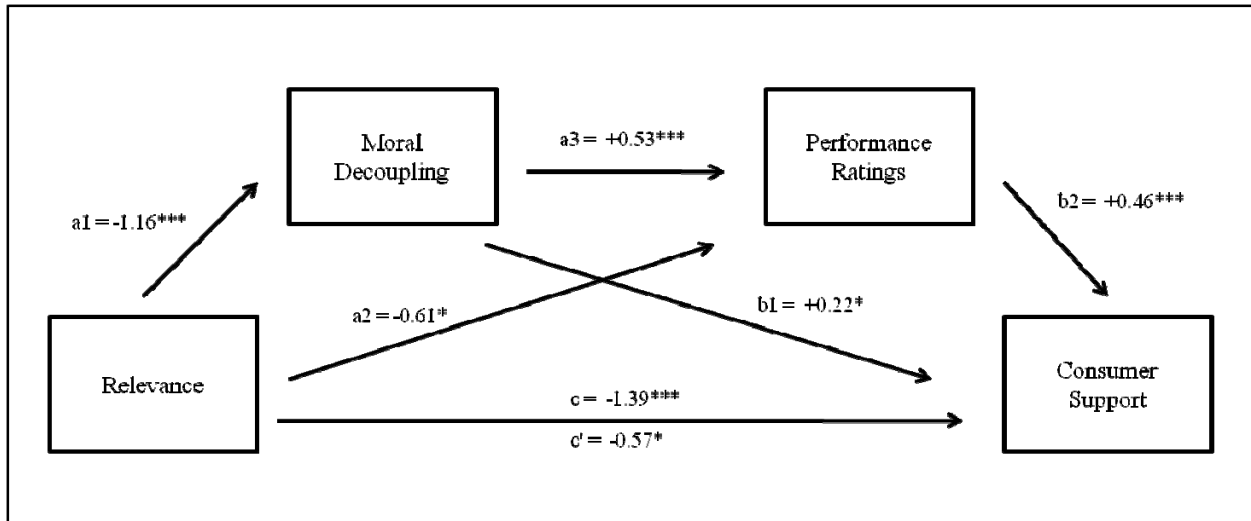 Moral
Decoupling
a3 = +0.53***
Performance
Ratings
a1 = -1.16***
b2 = +0.46***
a2 = -0.61*
b1 = +0.22*
Relevance
c = -1.39***
c' = -0.57*
Consumer
Support